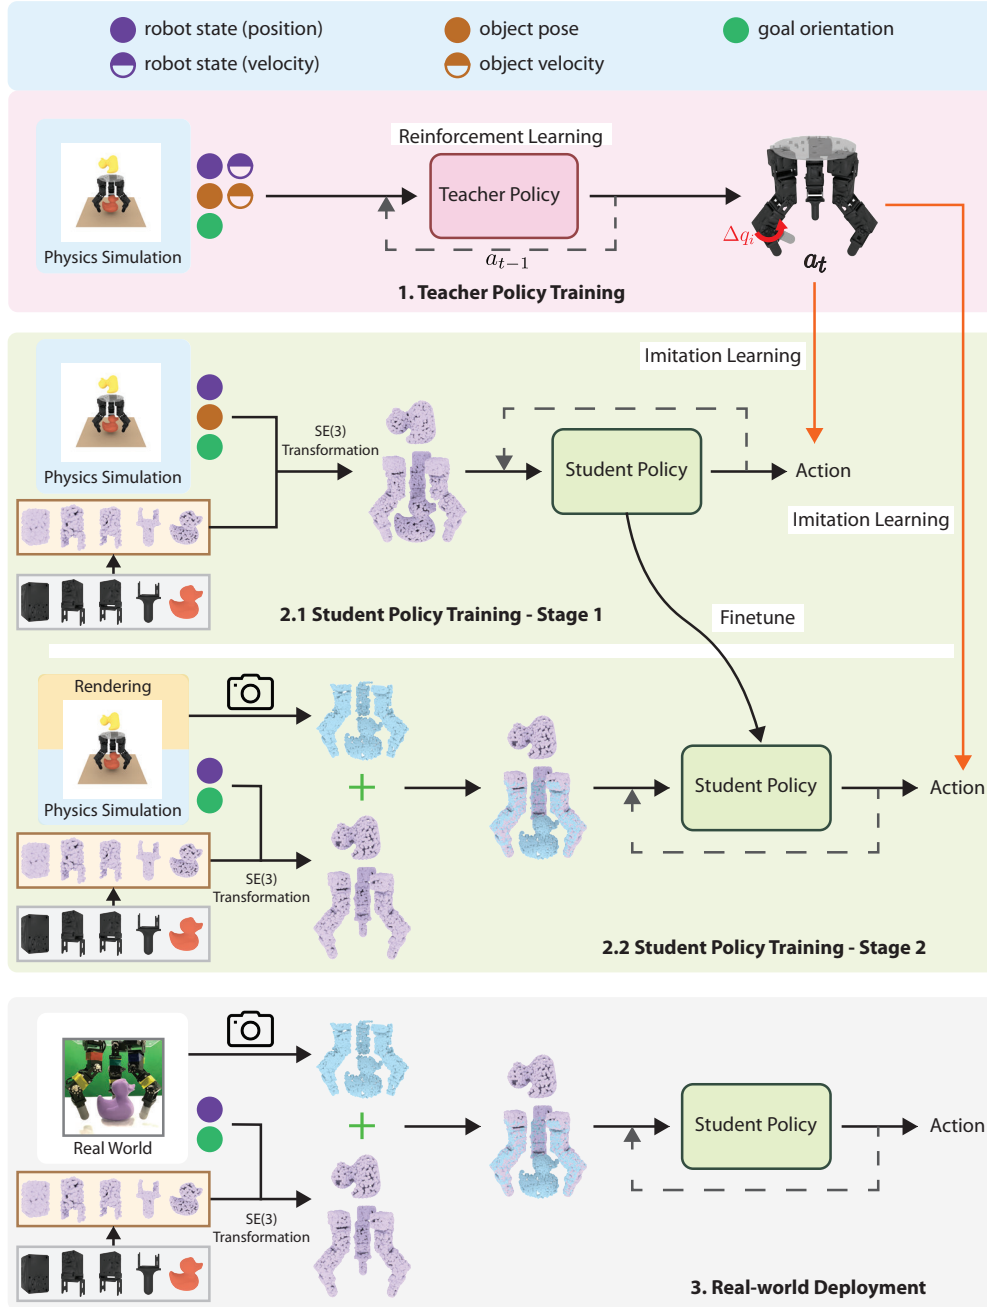 robot state (position)
object pose
goal orientation
robot state (velocity)
object velocity
Reinforcement Learning
Teacher Policy
Physics Simulation
Δq_i
a_{t−1}
a_t
1. Teacher Policy Training
Imitation Learning
SE(3)
Transformation
Student Policy
Action
Physics Simulation
Imitation Learning
2.1 Student Policy Training - Stage 1
Finetune
Rendering
Physics Simulation
+
Student Policy
Action
SE(3)
Transformation
2.2 Student Policy Training - Stage 2
Real World
+
Student Policy
Action
SE(3)
Transformation
3. Real-world Deployment